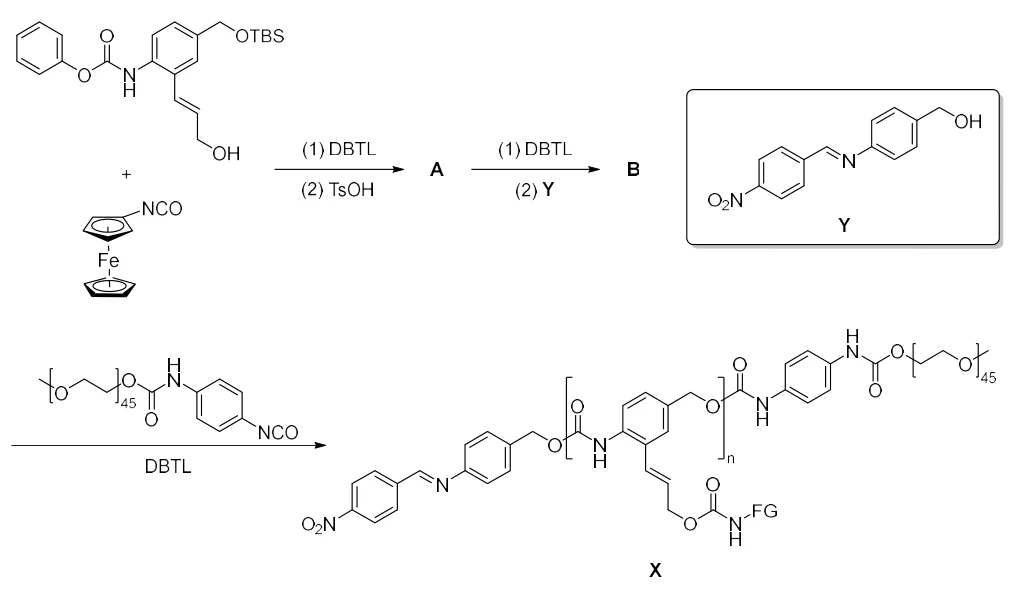 OTBS
O
O
N
H
OH
+
NCO
Fe
(1) DBTL
(2) TsOH
A
(1) DBTL
(2) Y
B
OH
N
O₂N
Y
O
O
45
O
H
N
NCO
DBTL
O₂N
N
O
O
N
H
O
n
O
N
H
H
N
O
O
O
45
O
O
N
H
FG
X